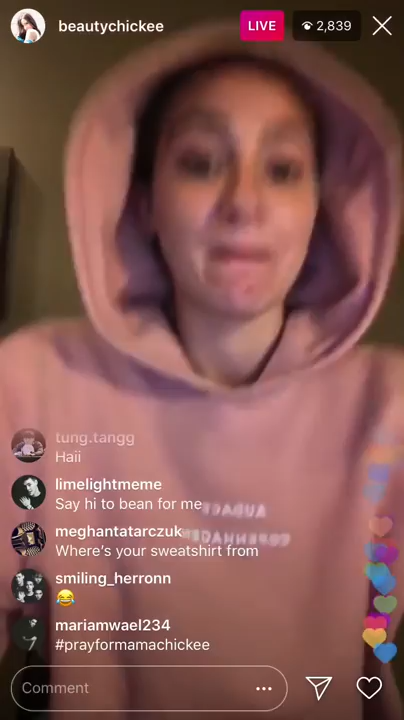 beautychickee
LIVE
2,839
tung.tangg
Haii
limelightmeme
Say hi to bean for me
meghantatarczuk
Where's your sweatshirt from
smiling_herronn
😂
mariamwael234
#prayformamachickee
Comment